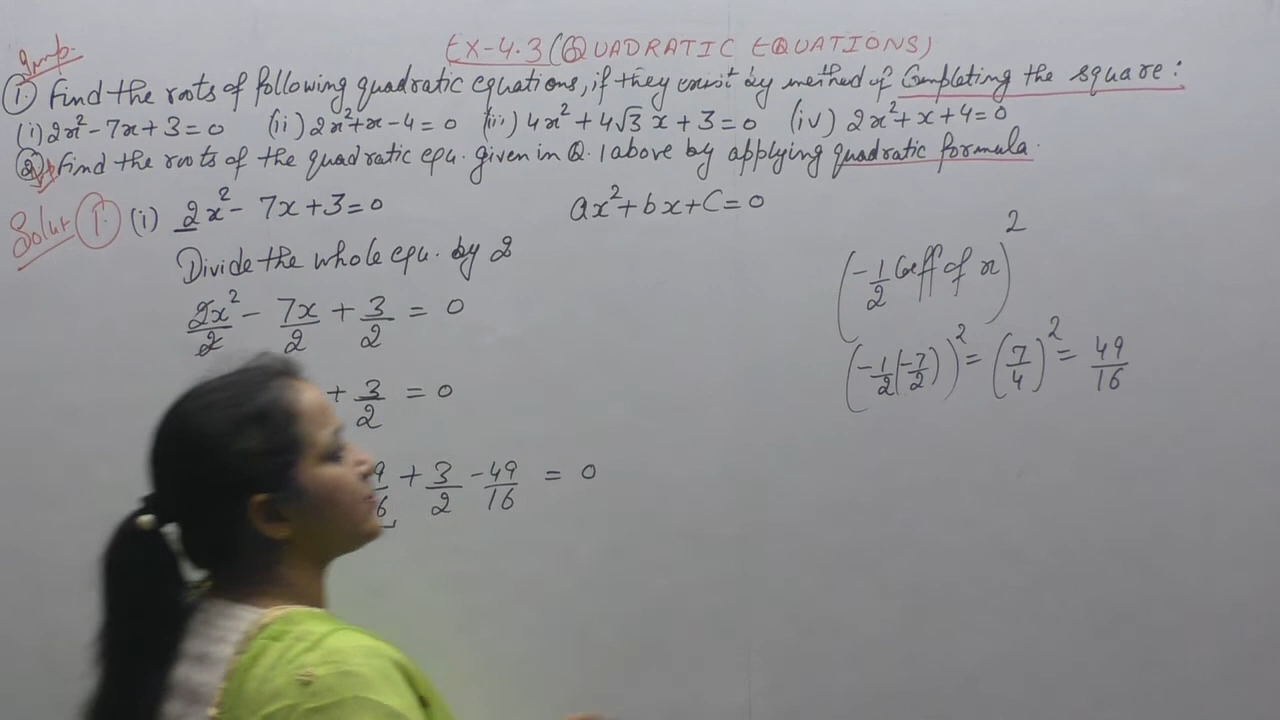 EX-4.3 (QUADRATIC EQUATIONS)
Imp.
1. Find the roots of following quadratic equations, if they exist by method of Completing the square:
(i) 2x² - 7x + 3 = 0 (ii) 2x² + x - 4 = 0 (iii) 4x² + 4√3 x + 3 = 0 (iv) 2x² + x + 4 = 0
2. Find the roots of the quadratic equ. given in Q. 1 above by applying quadratic formula.
Solut 1. (i) 2x² - 7x + 3 = 0
ax² + bx + C = 0
Divide the whole equ. by 2
2x²/2 - 7x/2 + 3/2 = 0
+ 3/2 = 0
+ 3/2 - 49/16 = 0
(-1/2 Coeff of x)²
(-1/2(-7/2))² = (7/4)² = 49/16